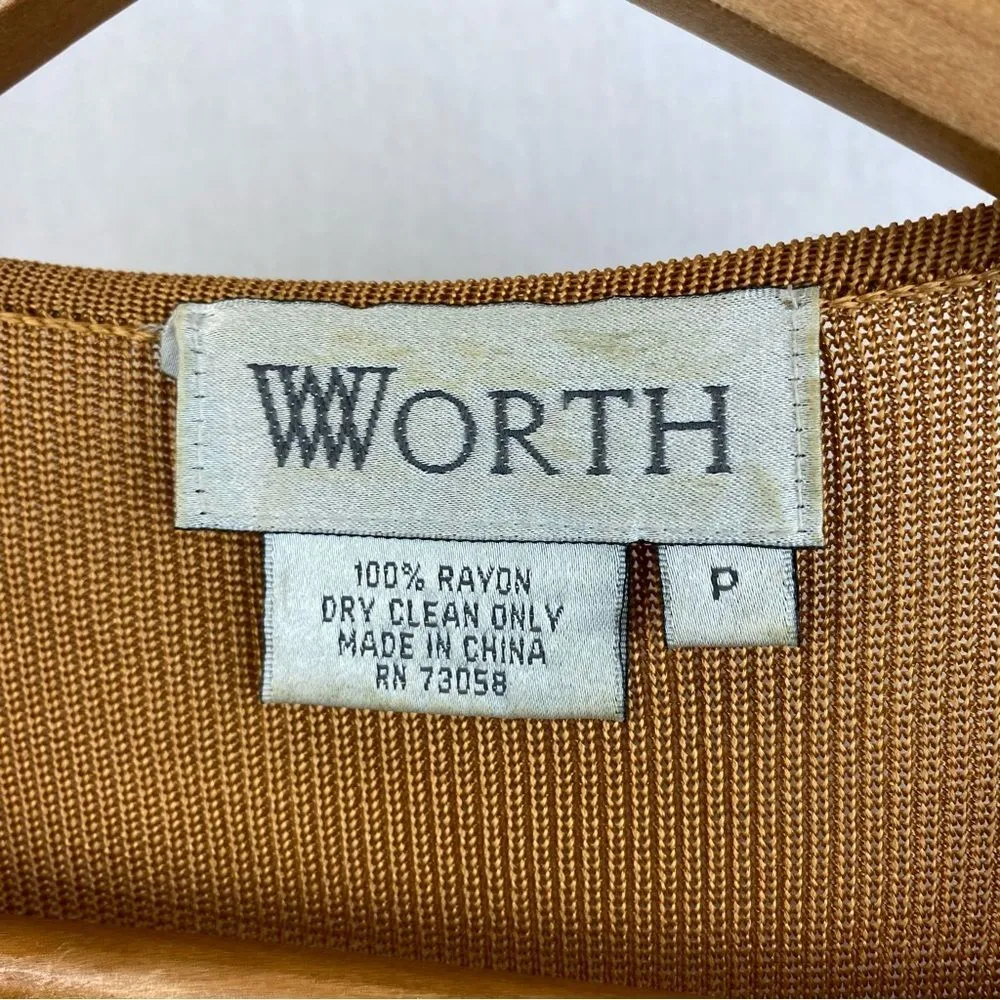 WORTH
100% RAYON
DRY CLEAN ONLY
MADE IN CHINA
RN 73058
P